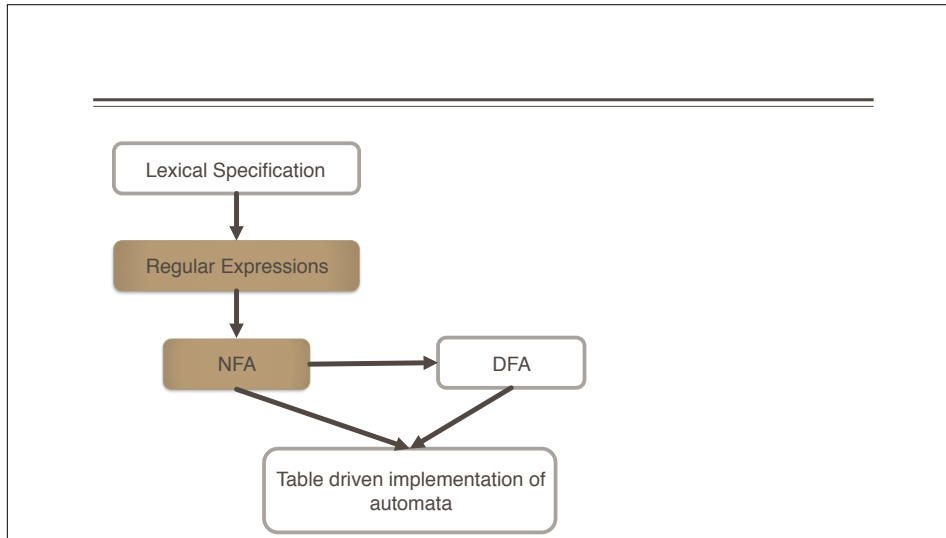 Lexical Specification
Regular Expressions
NFA
DFA
Table driven implementation of
automata